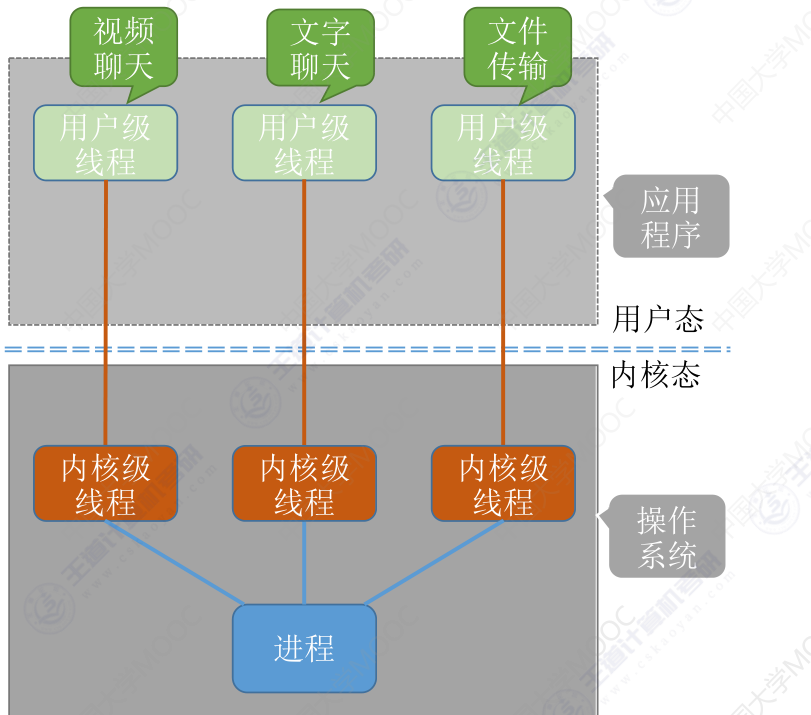 视频
聊天
文字
聊天
文件
传输
用户级
线程
用户级
线程
用户级
线程
应用
程序
用户态
内核态
内核级
线程
内核级
线程
内核级
线程
操作
系统
进程
中国大学MOOC
王道计算机考研
www.cskaoyan.com